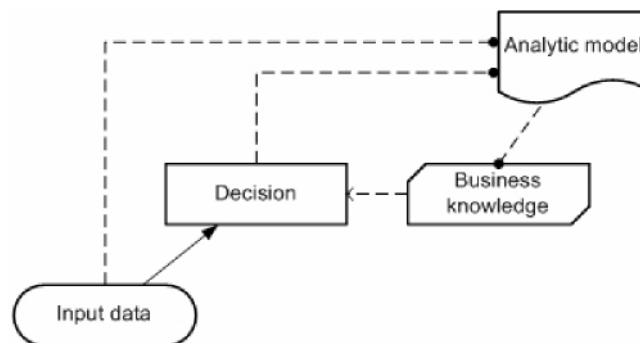 Analytic model
Decision
Business
knowledge
Input data